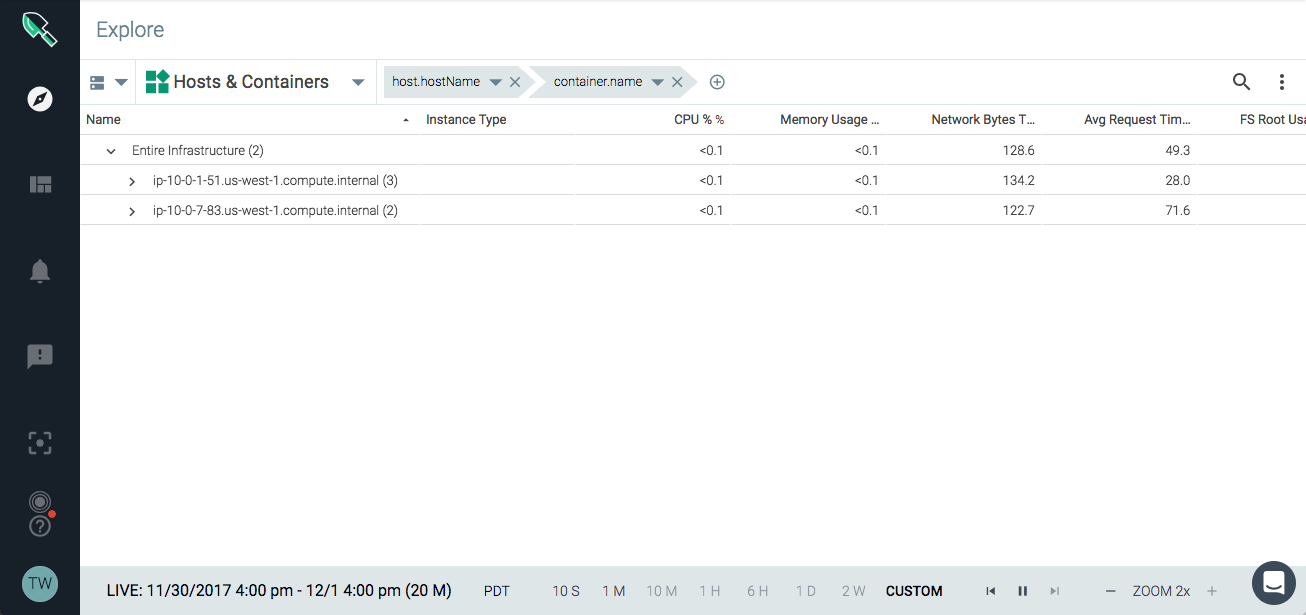 Explore
Hosts & Containers host.hostName container.name
Name Instance Type CPU % % Memory Usage ... Network Bytes T... Avg Request Tim... FS Root Usa
Entire Infrastructure (2) <0.1 <0.1 128.6 49.3
ip-10-0-1-51.us-west-1.compute.internal (3) <0.1 <0.1 134.2 28.0
ip-10-0-7-83.us-west-1.compute.internal (2) <0.1 <0.1 122.7 71.6
TW
LIVE: 11/30/2017 4:00 pm - 12/1 4:00 pm (20 M) PDT 10 S 1 M 10 M 1 H 6 H 1 D 2 W CUSTOM ZOOM 2x